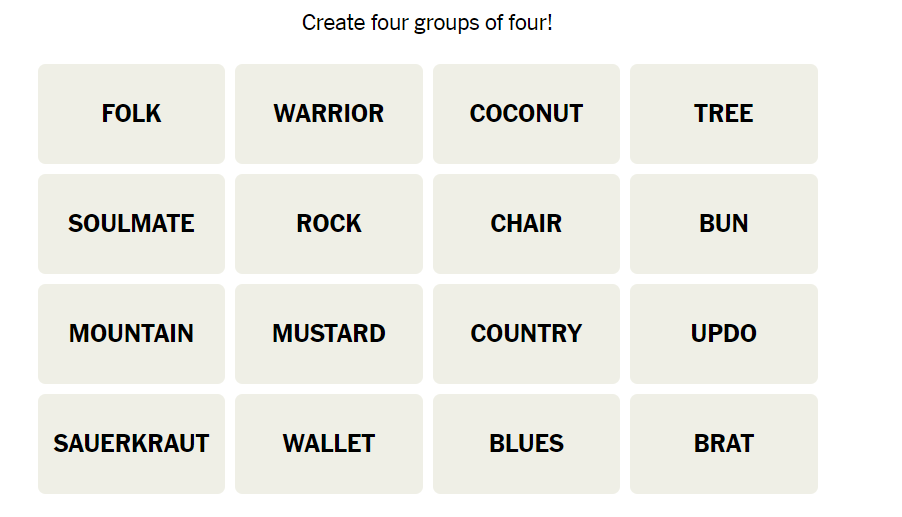 Create four groups of four!
FOLK WARRIOR COCONUT TREE
SOULMATE ROCK CHAIR BUN
MOUNTAIN MUSTARD COUNTRY UPDO
SAUERKRAUT WALLET BLUES BRAT